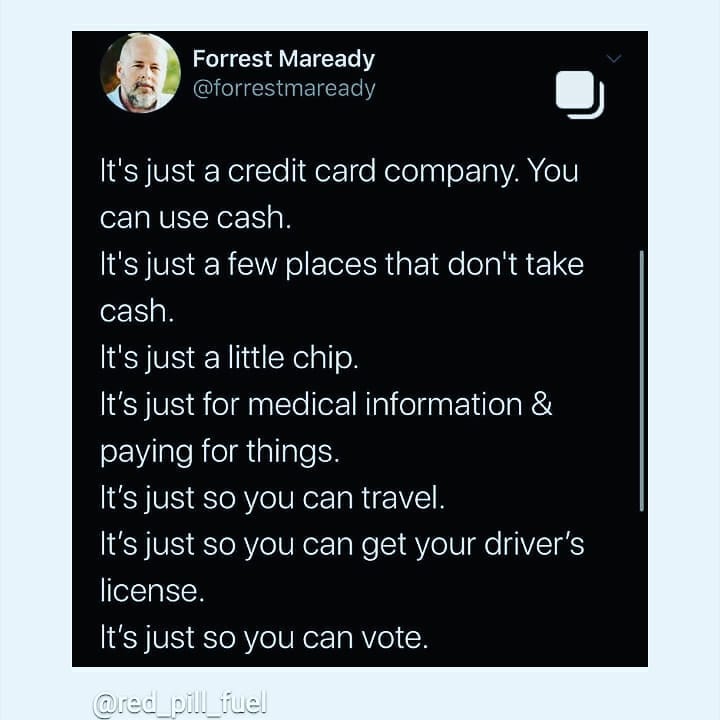 Forrest Maready
@forrestmaready
It's just a credit card company. You
can use cash.
It's just a few places that don't take
cash.
It's just a little chip.
It’s just for medical information &
paying for things.
It’s just so you can travel.
It’s just so you can get your driver’s
license.
It’s just so you can vote.
@red_pill_fuel